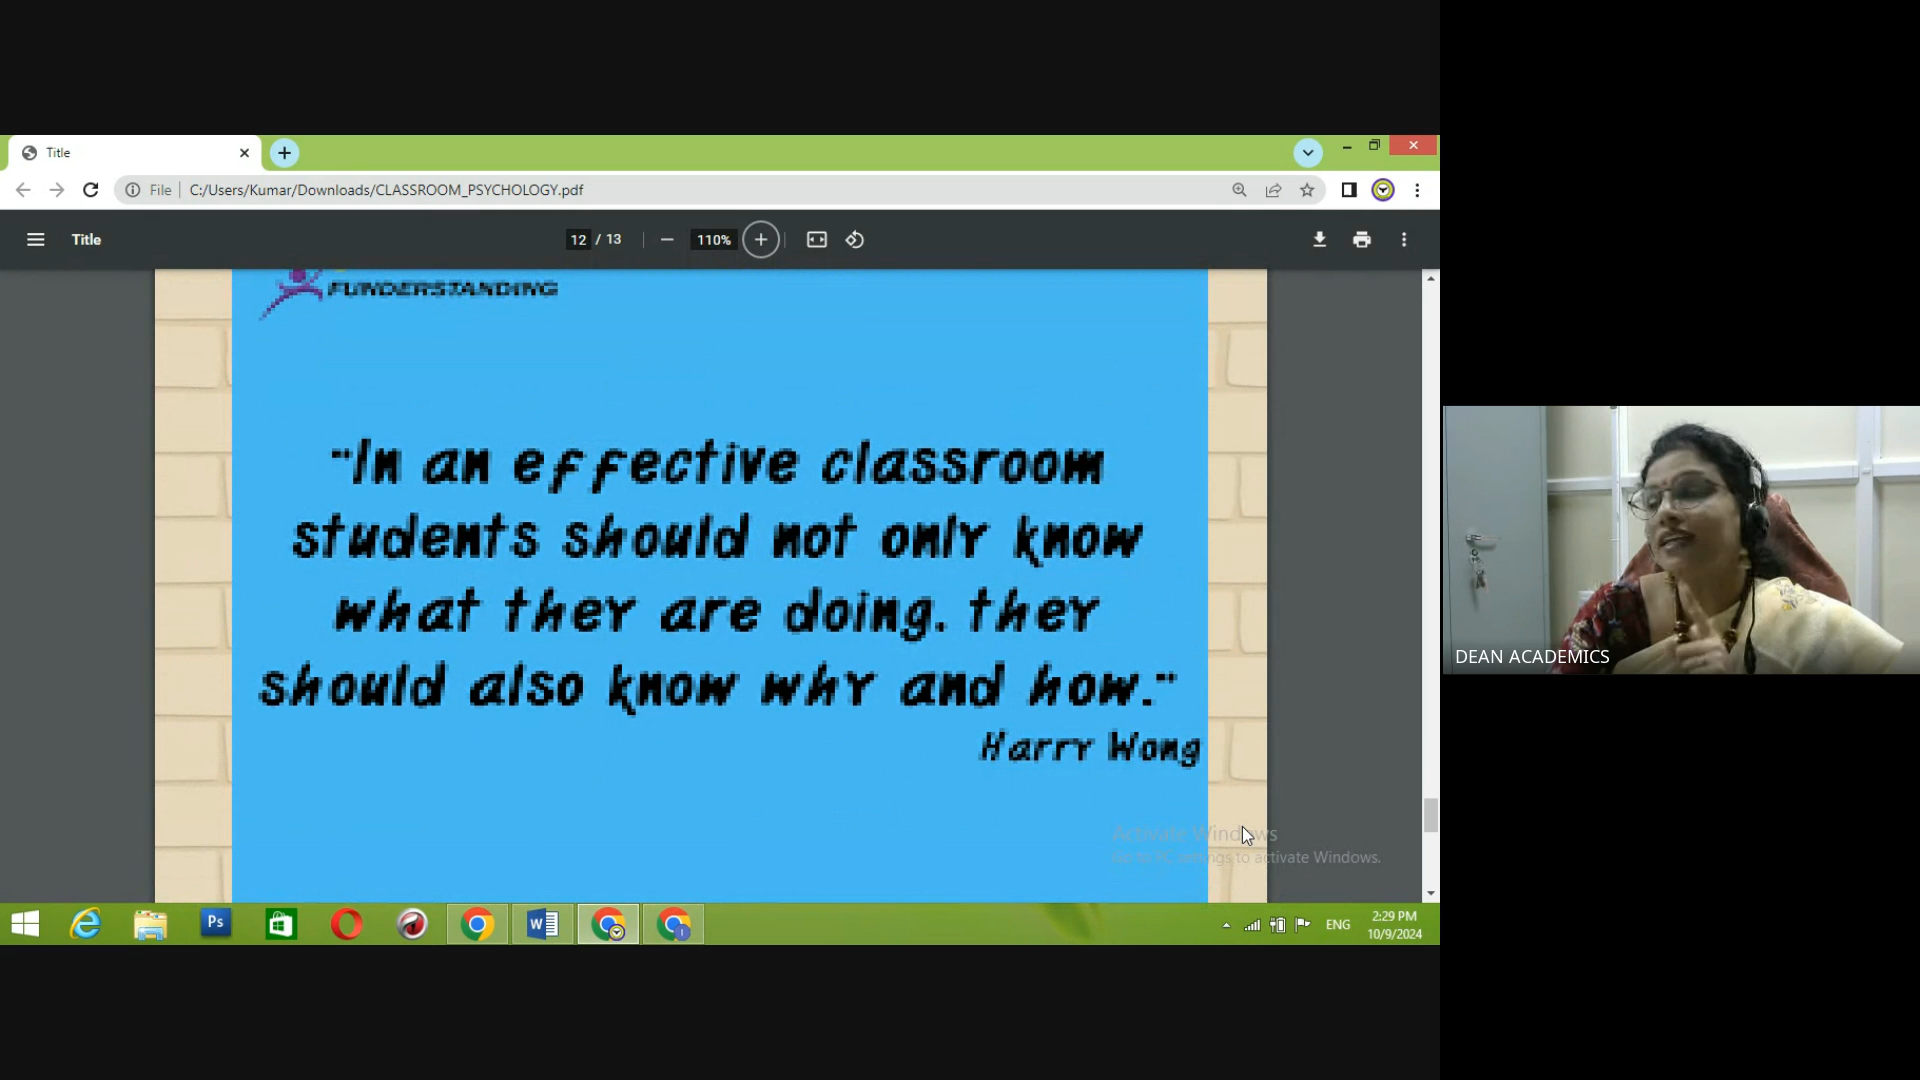 Title
File
C:/Users/Kumar/Downloads/CLASSROOM_PSYCHOLOGY.pdf
Title
12 / 13
110%
FUNDERSTANDING
"In an effective classroom
students should not only know
what they are doing. they
should also know why and how."
Harry Wong
Activate Windows
Go to PC settings to activate Windows.
DEAN ACADEMICS
Ps
W
ENG
2:29 PM
10/9/2024